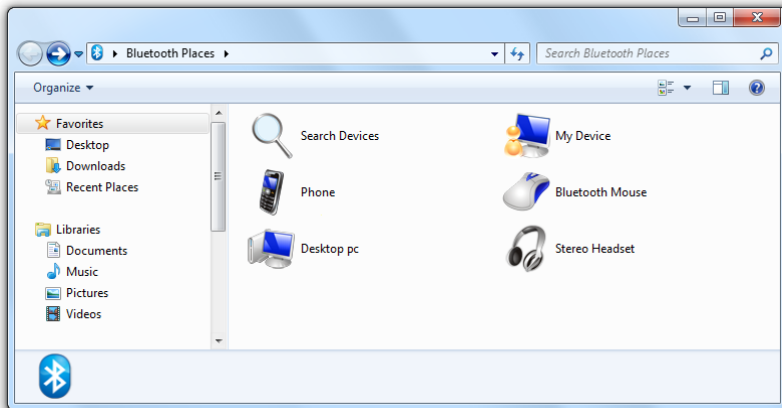 Bluetooth Places
Search Bluetooth Places
Organize
Favorites
Desktop
Downloads
Recent Places
Libraries
Documents
Music
Pictures
Videos
Search Devices
My Device
Phone
Bluetooth Mouse
Desktop pc
Stereo Headset